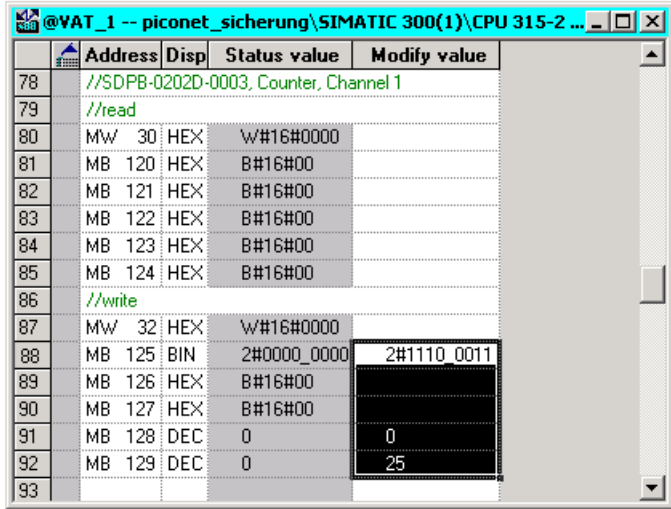 @VAT_1 -- piconet_sicherung\SIMATIC 300(1)\CPU 315-2 ...
Address Disp Status value Modify value
78 //SDPB-0202D-0003, Counter, Channel 1
79 //read
80 MW 30 HEX W#16#0000
81 MB 120 HEX B#16#00
82 MB 121 HEX B#16#00
83 MB 122 HEX B#16#00
84 MB 123 HEX B#16#00
85 MB 124 HEX B#16#00
86 //write
87 MW 32 HEX W#16#0000
88 MB 125 BIN 2#0000_0000 2#1110_0011
89 MB 126 HEX B#16#00
90 MB 127 HEX B#16#00
91 MB 128 DEC 0 0
92 MB 129 DEC 0 25
93